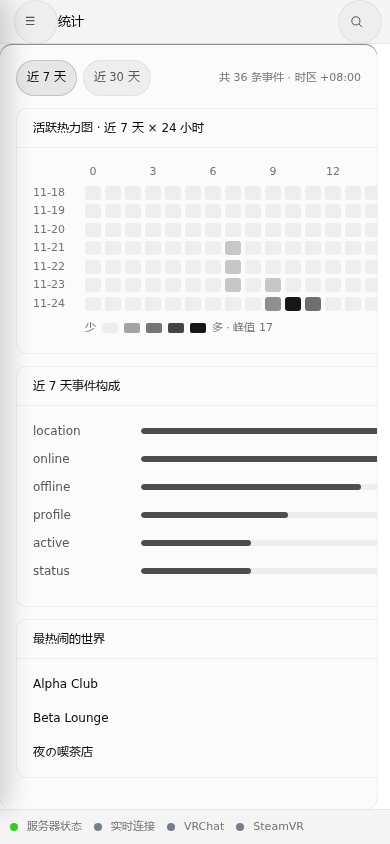 ☰ 统计
近 7 天 近 30 天 共 36 条事件 · 时区 +08:00
活跃热力图 · 近 7 天 × 24 小时
0 3 6 9 12
11-18
11-19
11-20
11-21
11-22
11-23
11-24
少 多 · 峰值 17
近 7 天事件构成
location
online
offline
profile
active
status
最热闹的世界
Alpha Club
Beta Lounge
夜の喫茶店
服务器状态 实时连接 VRChat SteamVR